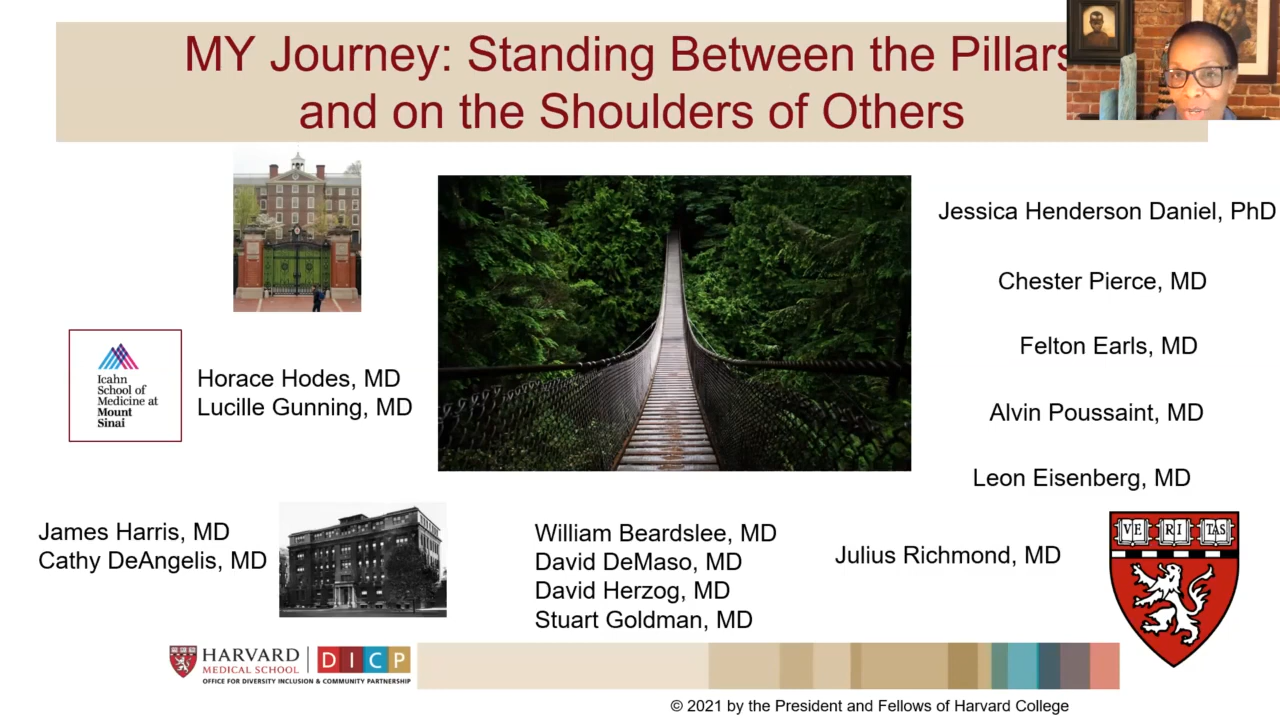 MY Journey: Standing Between the Pillars
and on the Shoulders of Others
Jessica Henderson Daniel, PhD
Chester Pierce, MD
Felton Earls, MD
Alvin Poussaint, MD
Leon Eisenberg, MD
Icahn
School of
Medicine at
Mount
Sinai
Horace Hodes, MD
Lucille Gunning, MD
James Harris, MD
Cathy DeAngelis, MD
William Beardslee, MD
David DeMaso, MD
David Herzog, MD
Stuart Goldman, MD
Julius Richmond, MD
VE RI TAS
HARVARD
MEDICAL SCHOOL
DICP
OFFICE FOR DIVERSITY INCLUSION & COMMUNITY PARTNERSHIP
© 2021 by the President and Fellows of Harvard College